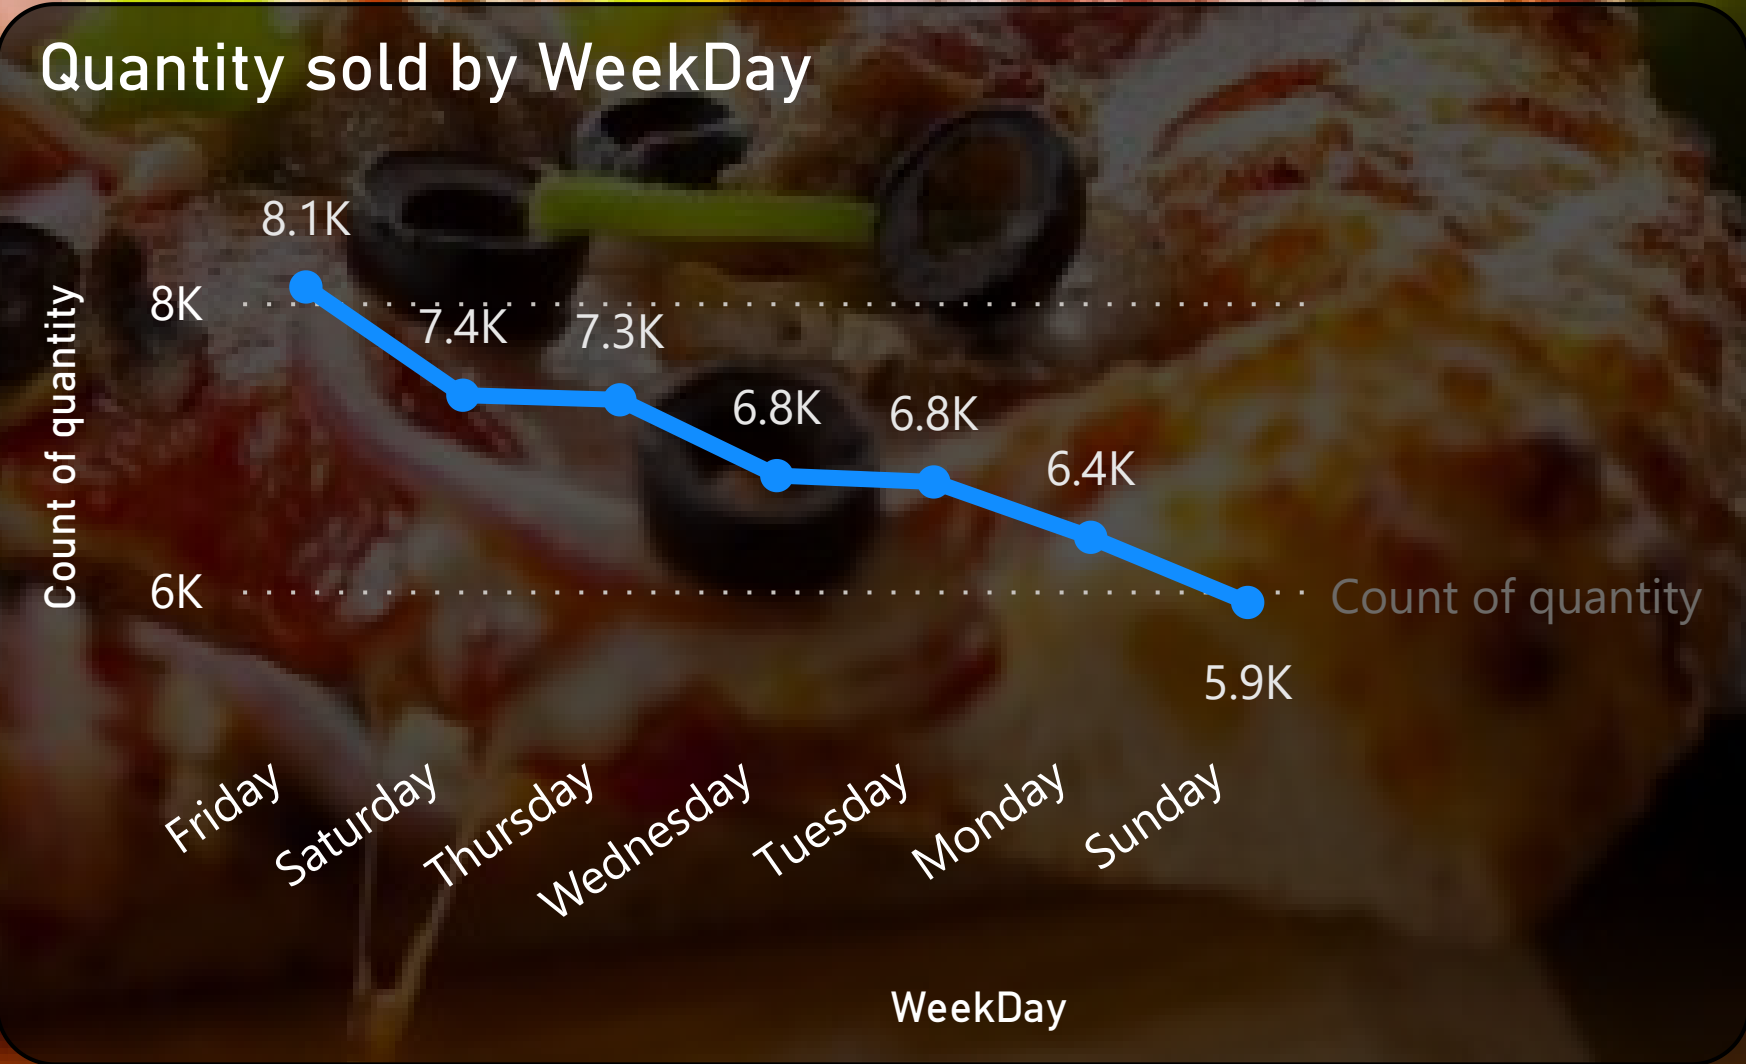 Quantity sold by WeekDay
Count of quantity
8K
6K
8.1K
7.4K
7.3K
6.8K
6.8K
6.4K
5.9K
Count of quantity
Friday
Saturday
Thursday
Wednesday
Tuesday
Monday
Sunday
WeekDay